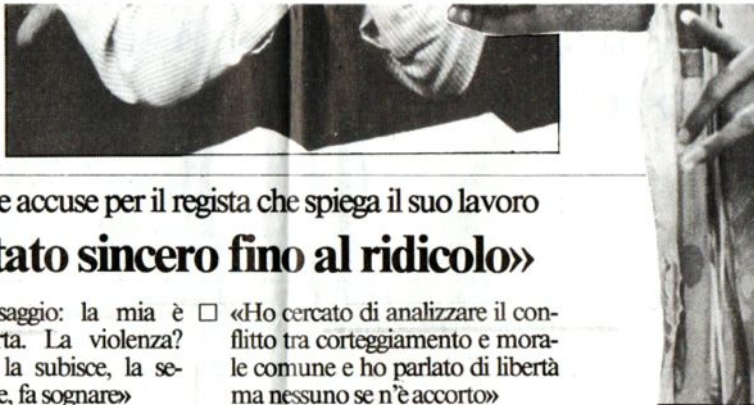 e accuse per il regista che spiega il suo lavoro
tato sincero fino al ridicolo»
saggio: la mia è
rta. La violenza?
la subisce, la se-
e, fa sognare»
□ «Ho cercato di analizzare il con-
flitto tra corteggiamento e mora-
le comune e ho parlato di libertà
ma nessuno se n'è accorto»